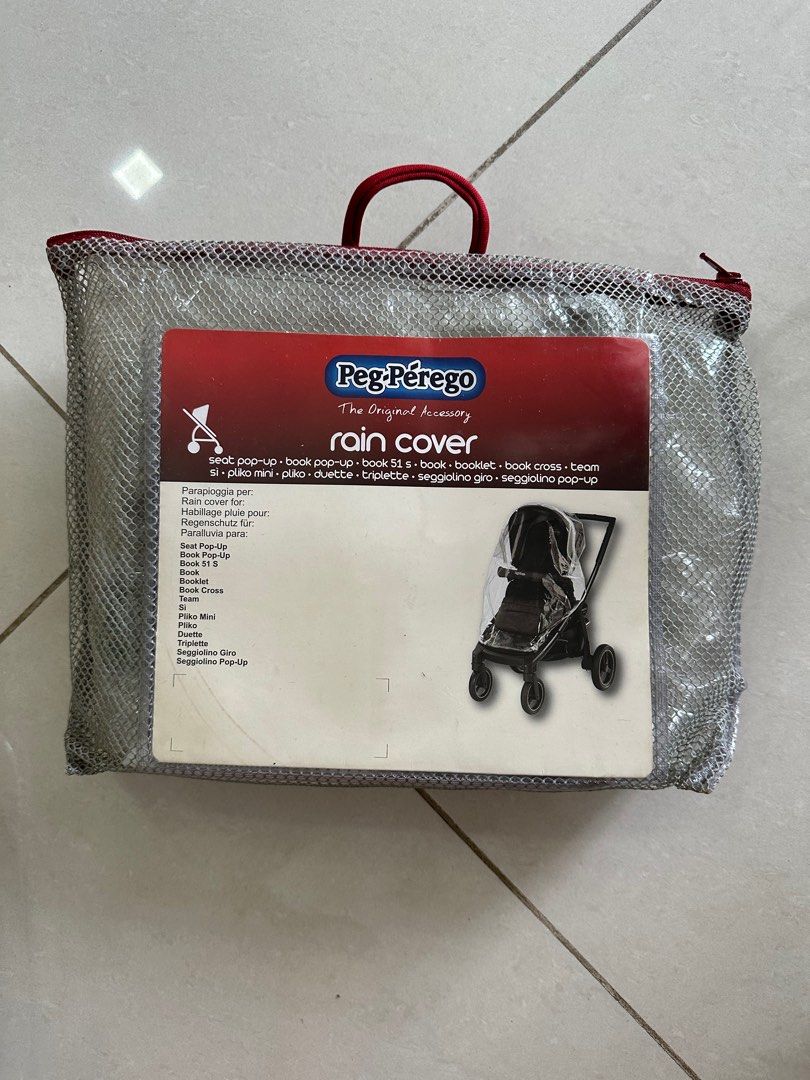 Peg-Pérego
The Original Accessory
rain cover
seat pop-up • book pop-up • book 51 s • book • booklet • book cross • team
sì • pliko mini • pliko • duette • triplette • seggiolino giro • seggiolino pop-up
Parapioggia per:
Rain cover for:
Habillage pluie pour:
Regenschutz für:
Paralluvia para:
Seat Pop-Up
Book Pop-Up
Book 51 S
Book
Booklet
Book Cross
Team
Sì
Pliko Mini
Pliko
Duette
Triplette
Seggiolino Giro
Seggiolino Pop-Up